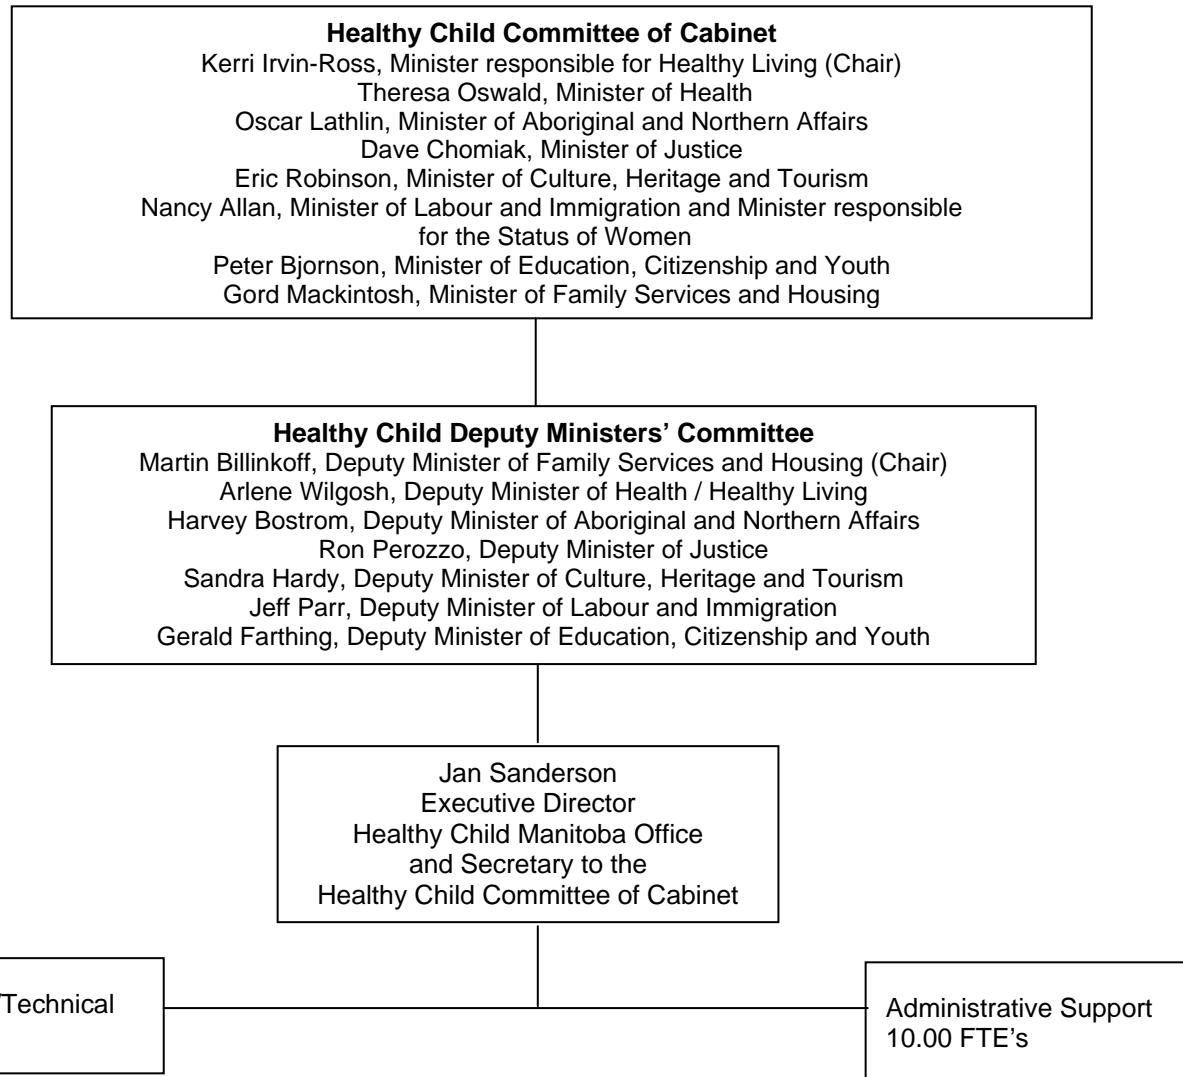 Healthy Child Committee of Cabinet
Kerri Irvin-Ross, Minister responsible for Healthy Living (Chair)
Theresa Oswald, Minister of Health
Oscar Lathlin, Minister of Aboriginal and Northern Affairs
Dave Chomiak, Minister of Justice
Eric Robinson, Minister of Culture, Heritage and Tourism
Nancy Allan, Minister of Labour and Immigration and Minister responsible
for the Status of Women
Peter Bjornson, Minister of Education, Citizenship and Youth
Gord Mackintosh, Minister of Family Services and Housing
Healthy Child Deputy Ministers’ Committee
Martin Billinkoff, Deputy Minister of Family Services and Housing (Chair)
Arlene Wilgosh, Deputy Minister of Health / Healthy Living
Harvey Bostrom, Deputy Minister of Aboriginal and Northern Affairs
Ron Perozzo, Deputy Minister of Justice
Sandra Hardy, Deputy Minister of Culture, Heritage and Tourism
Jeff Parr, Deputy Minister of Labour and Immigration
Gerald Farthing, Deputy Minister of Education, Citizenship and Youth
Jan Sanderson
Executive Director
Healthy Child Manitoba Office
and Secretary to the
Healthy Child Committee of Cabinet
/Technical
Administrative Support
10.00 FTE’s